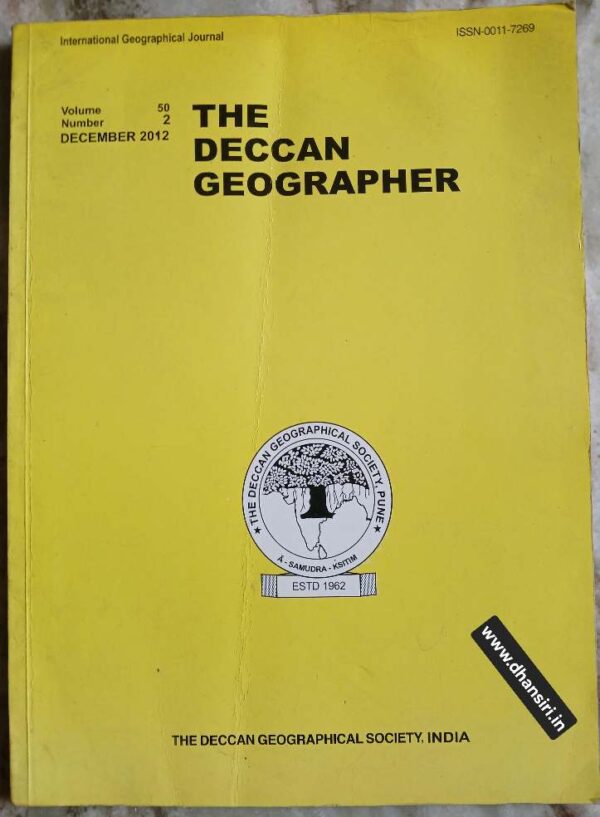 International Geographical Journal
ISSN-0011-7269
Volume 50
Number 2
DECEMBER 2012
THE
DECCAN
GEOGRAPHER
★ THE DECCAN GEOGRAPHICAL SOCIETY, PUNE ★
Ā - SAMUDRA - KSITIM
ESTD 1962
www.dhansiri.in
THE DECCAN GEOGRAPHICAL SOCIETY, INDIA